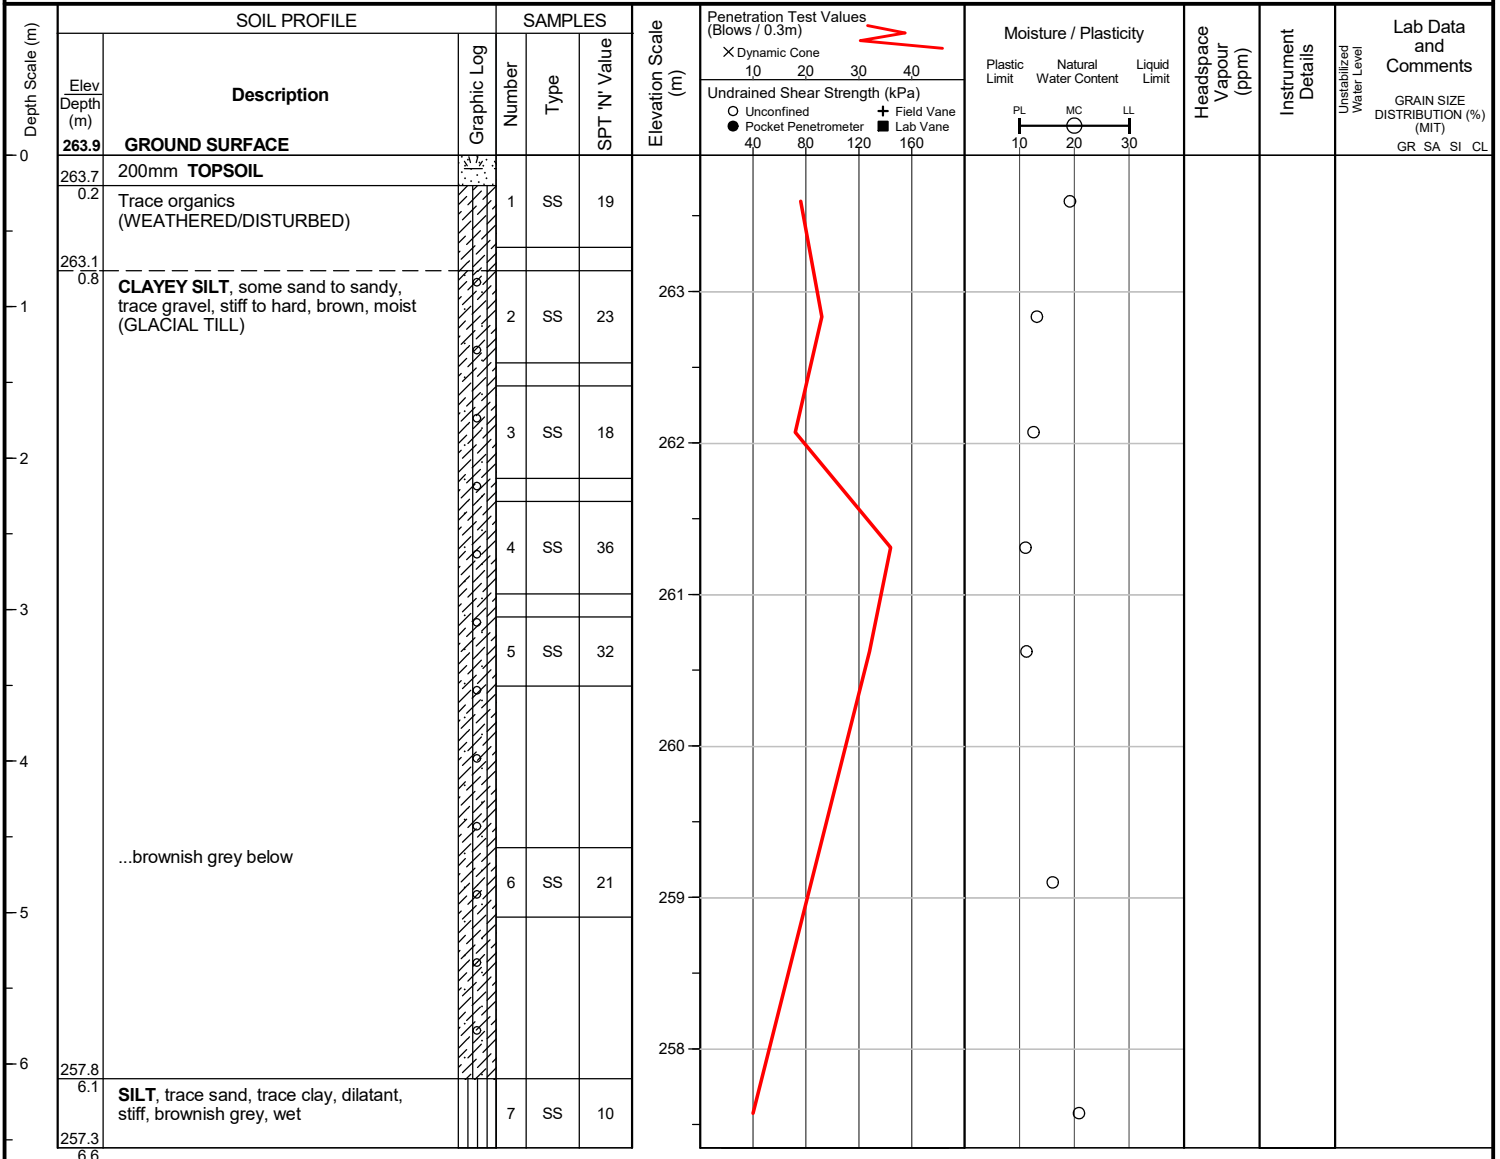 SOIL PROFILE
SAMPLES
Depth Scale (m)
Elev
Depth
(m)
Description
Graphic Log
Number
Type
SPT 'N' Value
Elevation Scale
(m)
Penetration Test Values
(Blows / 0.3m)
X Dynamic Cone
10 20 30 40
Undrained Shear Strength (kPa)
Unconfined
Field Vane
Pocket Penetrometer
Lab Vane
40 80 120 160
Moisture / Plasticity
Plastic
Limit
Natural
Water Content
Liquid
Limit
PL MC LL
10 20 30
Headspace
Vapour
(ppm)
Instrument
Details
Unstabilized
Water Level
Lab Data
and
Comments
GRAIN SIZE
DISTRIBUTION (%)
(MIT)
GR SA SI CL
263.9 GROUND SURFACE
0
263.7 200mm TOPSOIL
0.2 Trace organics
(WEATHERED/DISTURBED)
1 SS 19
263.1
0.8 CLAYEY SILT, some sand to sandy,
trace gravel, stiff to hard, brown, moist
(GLACIAL TILL)
263
1
2 SS 23
3 SS 18
262
2
4 SS 36
261
3
5 SS 32
260
4
...brownish grey below
6 SS 21
259
5
258
6
257.8
6.1 SILT, trace sand, trace clay, dilatant,
stiff, brownish grey, wet
7 SS 10
257.3
6.6